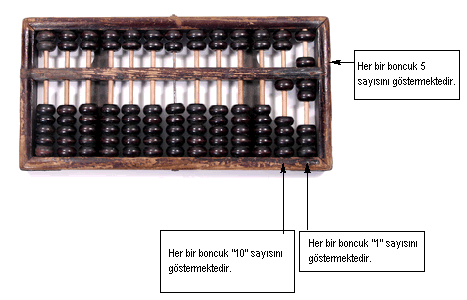 Her bir boncuk 5
sayısını göstermektedir.
Her bir boncuk "10" sayısını
göstermektedir.
Her bir boncuk "1" sayısını
göstermektedir.